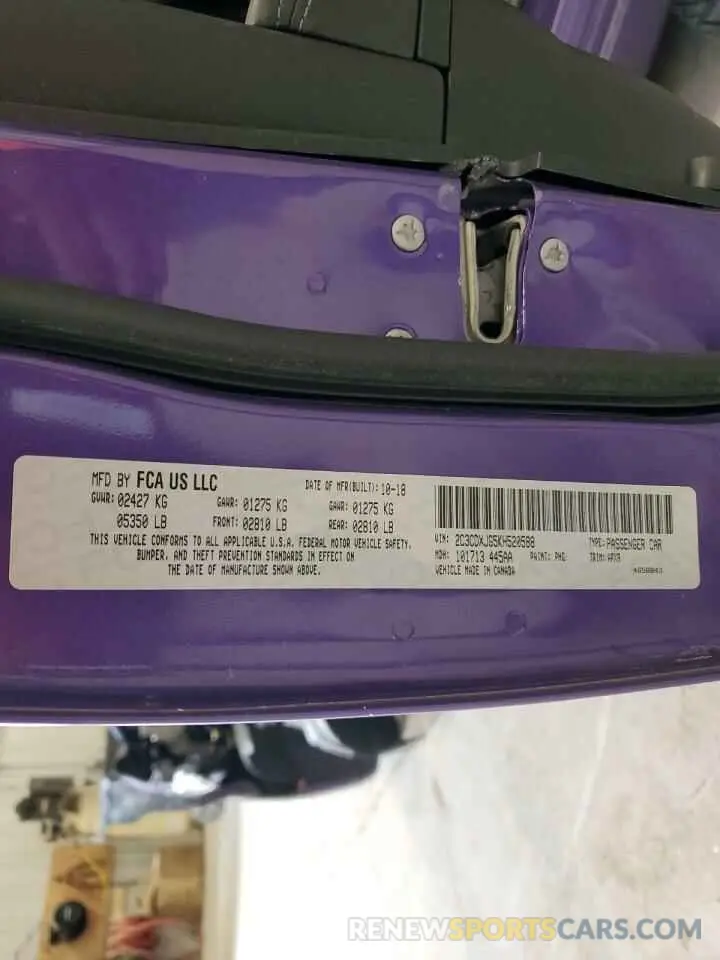 MFD BY FCA US LLC
DATE OF MFR(BUILT): 10-18
GVWR: 02427 KG
GAWR: 01275 KG
GAWR: 01275 KG
05350 LB
FRONT: 02810 LB
REAR: 02810 LB
THIS VEHICLE CONFORMS TO ALL APPLICABLE U.S.A. FEDERAL MOTOR VEHICLE SAFETY,
BUMPER, AND THEFT PREVENTION STANDARDS IN EFFECT ON
THE DATE OF MANUFACTURE SHOWN ABOVE.
VIN: 2C3CDXJG5KH520588
TYPE: PASSENGER CAR
MDH: 101713 445AA
PAINT: PHG
TRIM: APX9
VEHICLE MADE IN CANADA
RENEWSPORTSCARS.COM